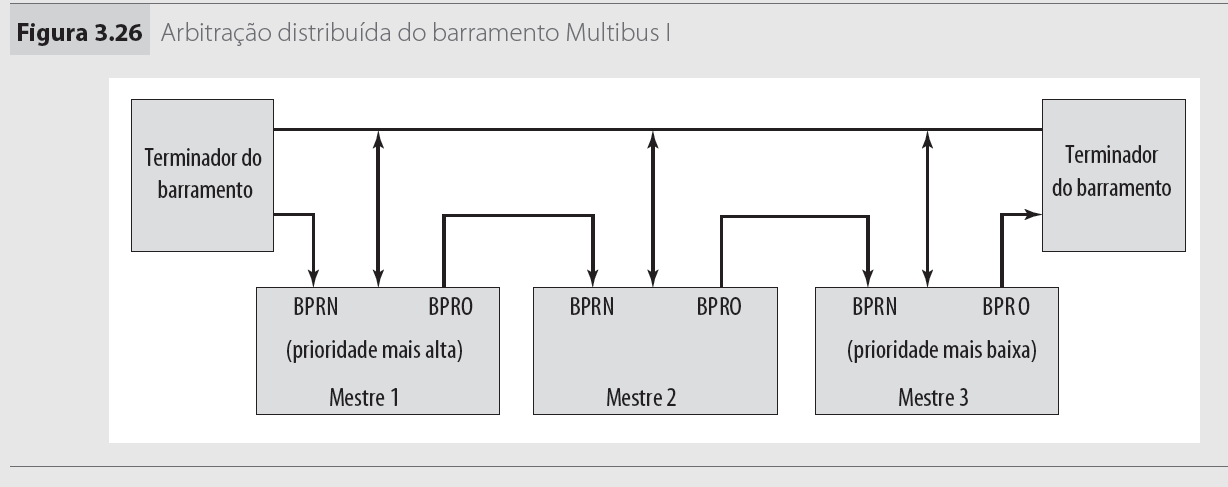 Figura 3.26 Arbitração distribuída do barramento Multibus I
Terminador do
barramento
Terminador
do barramento
BPRN BPRO
(prioridade mais alta)
Mestre 1
BPRN BPRO
Mestre 2
BPRN BPRO
(prioridade mais baixa)
Mestre 3